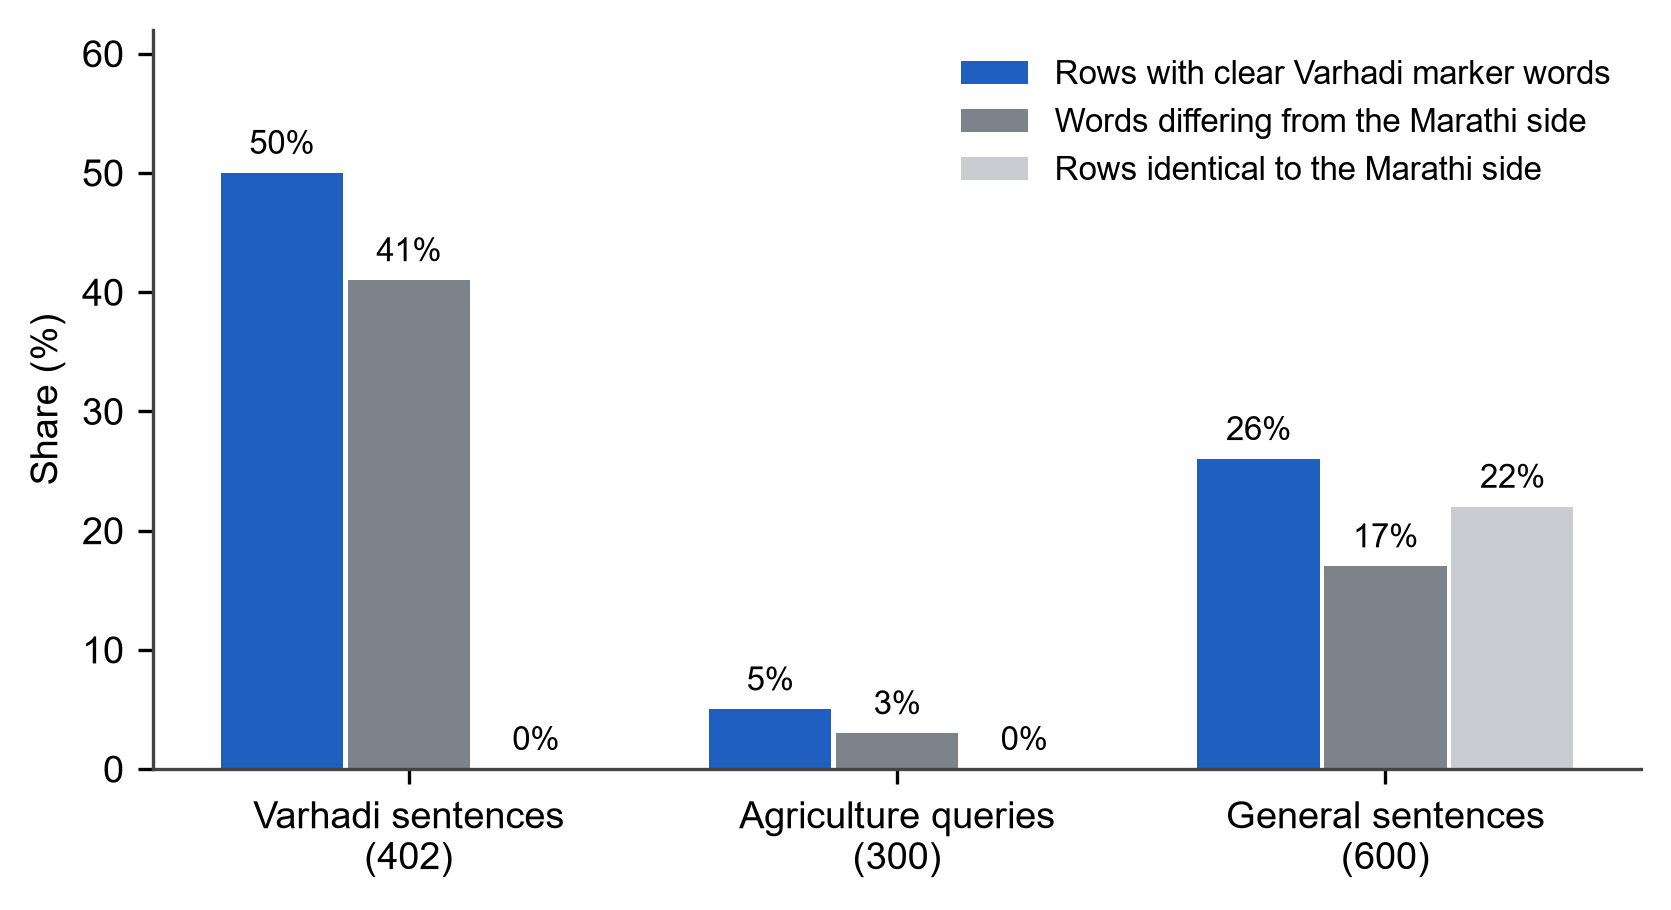 60
50
40
30
20
10
0
Share (%)
Rows with clear Varhadi marker words
Words differing from the Marathi side
Rows identical to the Marathi side
50%
41%
0%
5%
3%
0%
26%
17%
22%
Varhadi sentences
(402)
Agriculture queries
(300)
General sentences
(600)